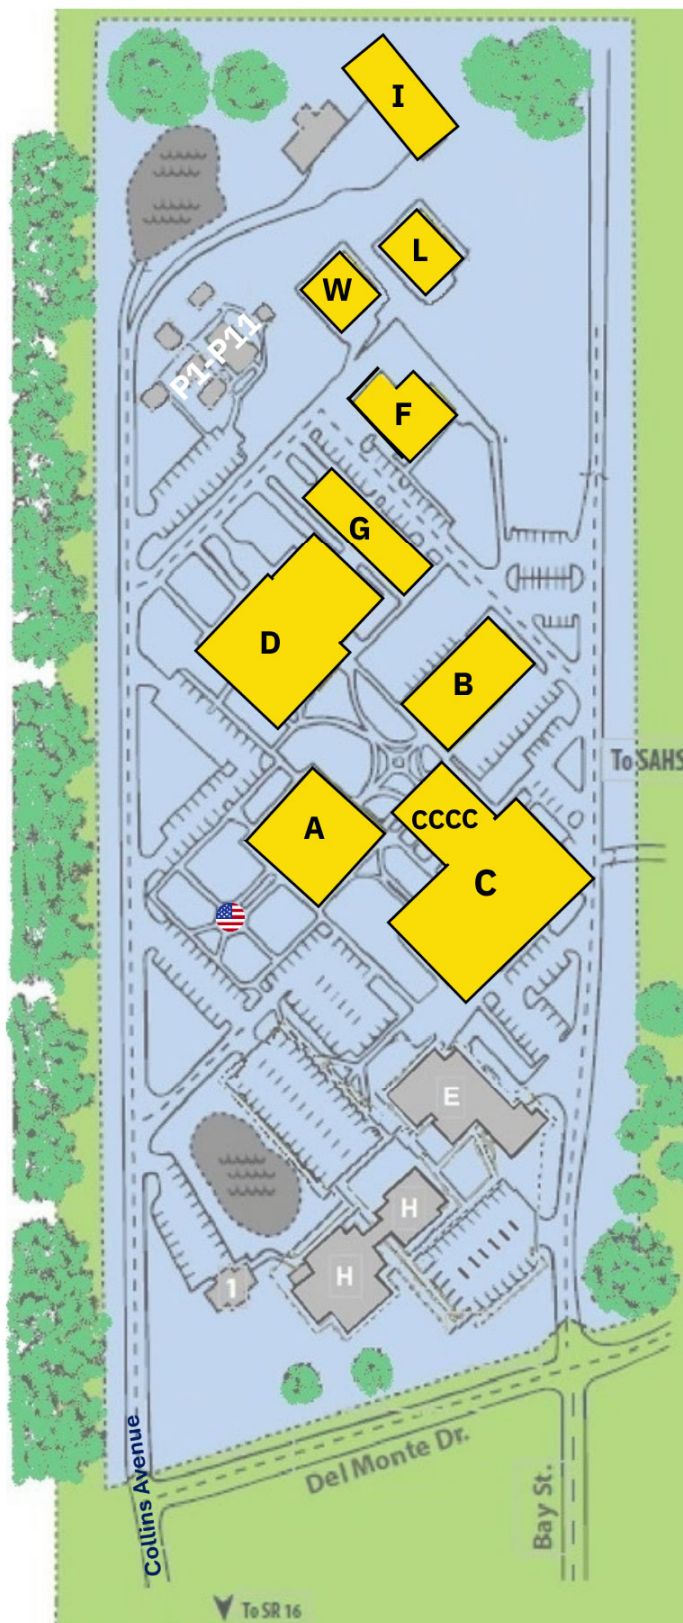 I
L
W
P1-P11
F
G
D
B
To SAHS
A
CCCC
C
E
H
H
1
Collins Avenue
Del Monte Dr.
Bay St.
To SR 16